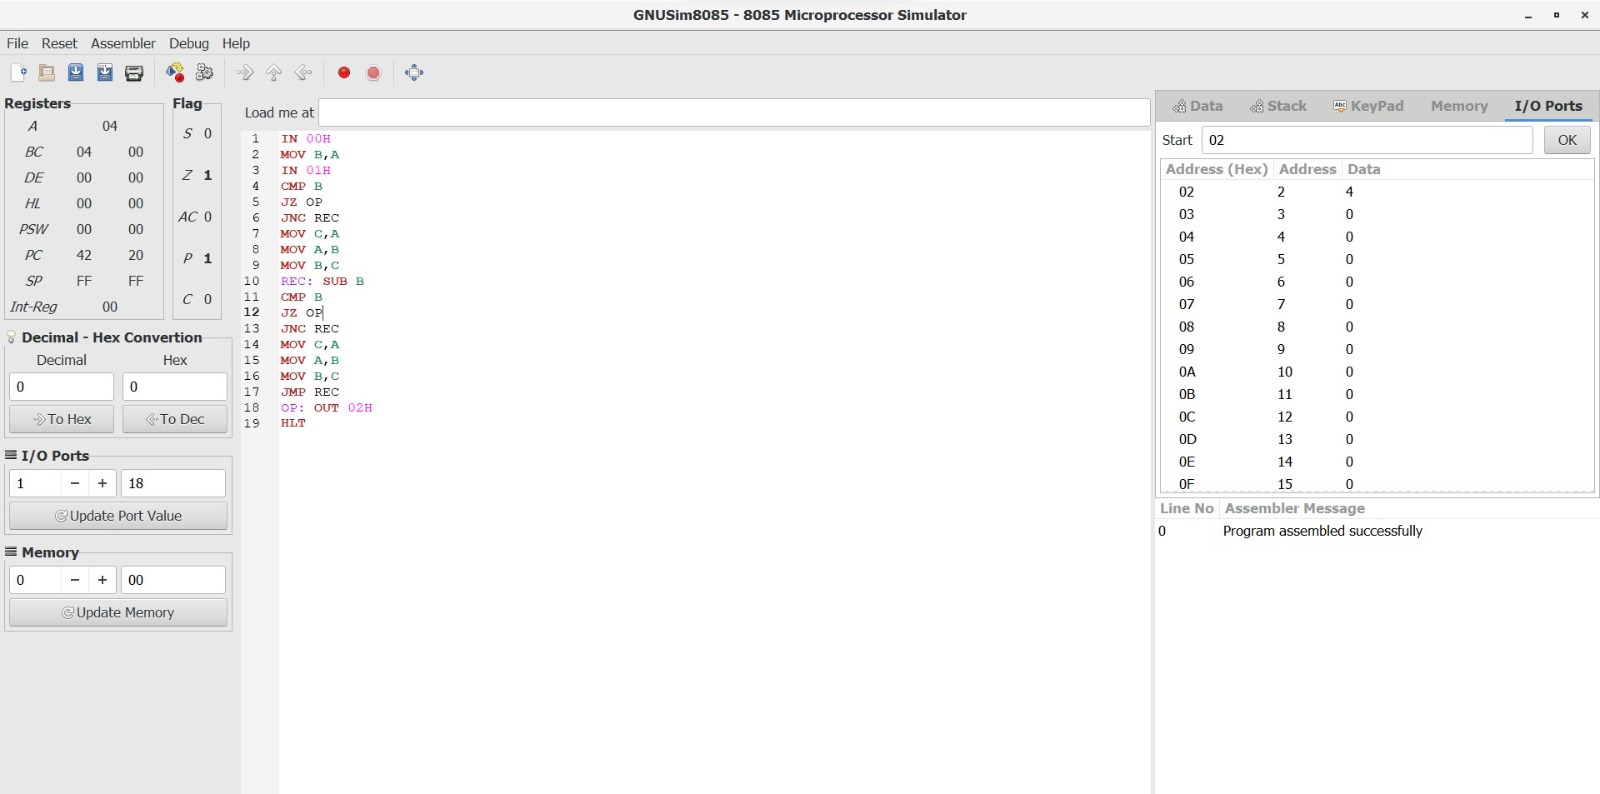 GNUSim8085 - 8085 Microprocessor Simulator
File Reset Assembler Debug Help
Registers
A 04
BC 04 00
DE 00 00
HL 00 00
PSW 00 00
PC 42 20
SP FF FF
Int-Reg 00
Flag
S 0
Z 1
AC 0
P 1
C 0
Decimal - Hex Convertion
Decimal Hex
0 0
To Hex To Dec
I/O Ports
1 - + 18
Update Port Value
Memory
0 - + 00
Update Memory
Load me at
1 IN 00H
2 MOV B,A
3 IN 01H
4 CMP B
5 JZ OP
6 JNC REC
7 MOV C,A
8 MOV A,B
9 MOV B,C
10 REC: SUB B
11 CMP B
12 JZ OP
13 JNC REC
14 MOV C,A
15 MOV A,B
16 MOV B,C
17 JMP REC
18 OP: OUT 02H
19 HLT
Data Stack Abc KeyPad Memory I/O Ports
Start 02 OK
Address (Hex) Address Data
02 2 4
03 3 0
04 4 0
05 5 0
06 6 0
07 7 0
08 8 0
09 9 0
0A 10 0
0B 11 0
0C 12 0
0D 13 0
0E 14 0
0F 15 0
Line No Assembler Message
0 Program assembled successfully